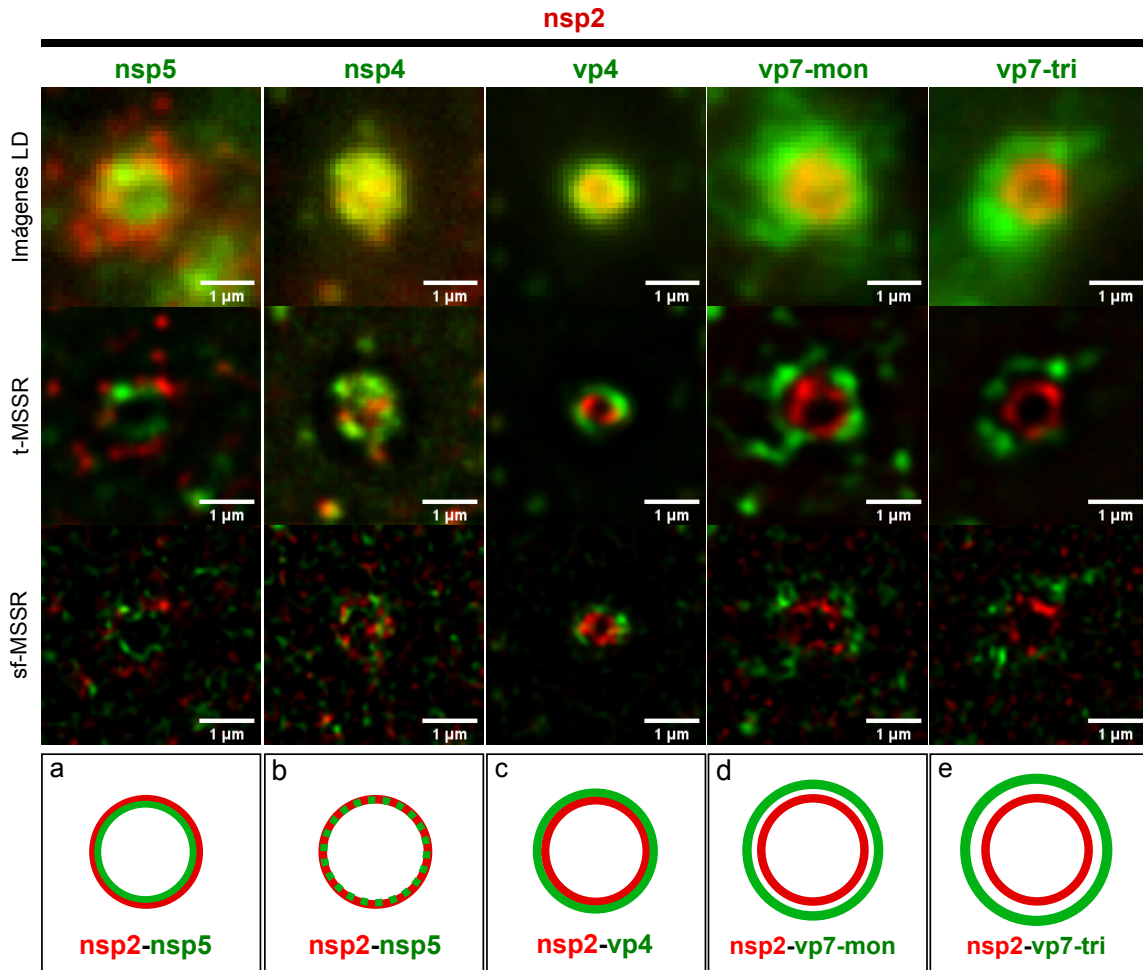 nsp2
nsp5 nsp4 vp4 vp7-mon vp7-tri
Imágenes LD
1 µm 1 µm 1 µm 1 µm 1 µm
t-MSSR
1 µm 1 µm 1 µm 1 µm 1 µm
sf-MSSR
1 µm 1 µm 1 µm 1 µm 1 µm
a b c d e
nsp2-nsp5 nsp2-nsp5 nsp2-vp4 nsp2-vp7-mon nsp2-vp7-tri